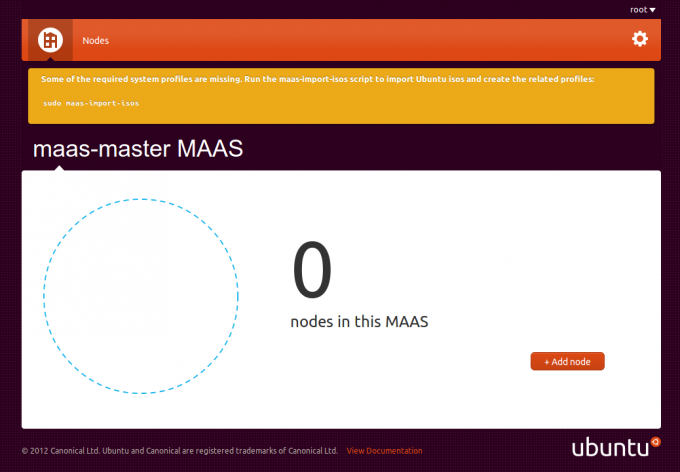 root
Nodes
Some of the required system profiles are missing. Run the maas-import-isos script to import Ubuntu isos and create the related profiles:
sudo maas-import-isos
maas-master MAAS
0
nodes in this MAAS
+ Add node
© 2012 Canonical Ltd. Ubuntu and Canonical are registered trademarks of Canonical Ltd. View Documentation
ubuntu